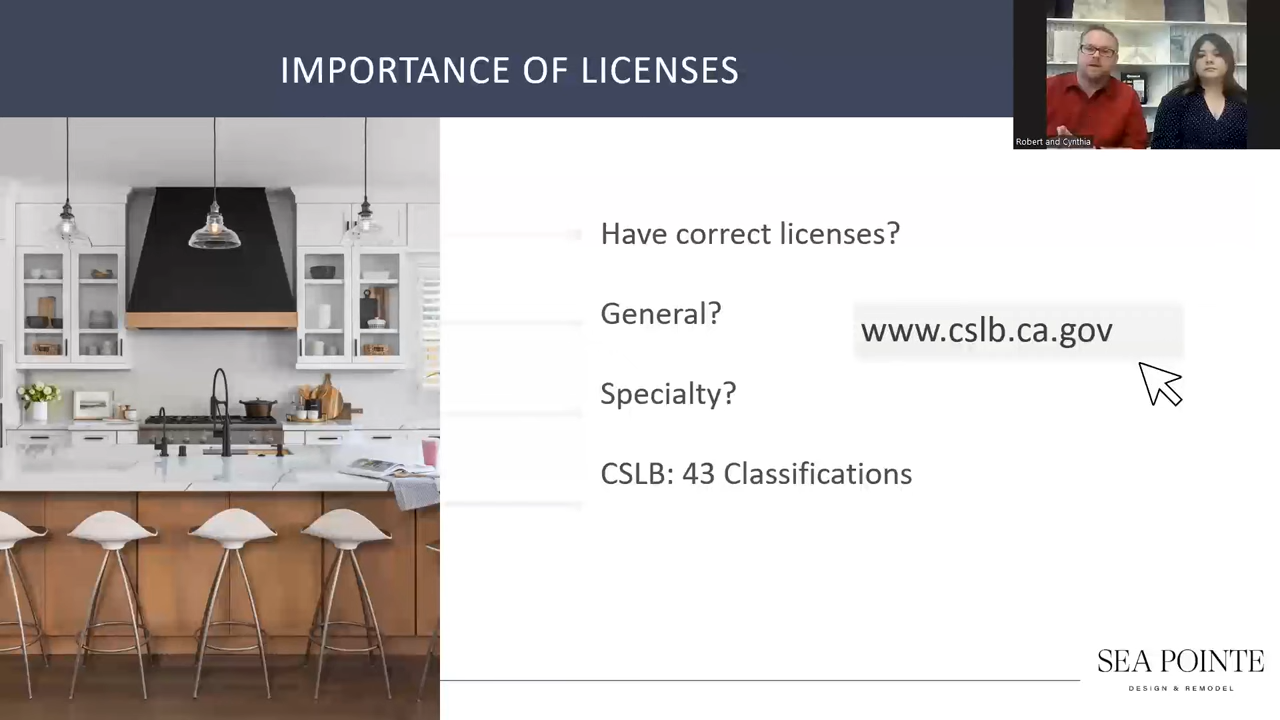 IMPORTANCE OF LICENSES
Robert and Cynthia
Have correct licenses?
General?
www.cslb.ca.gov
Specialty?
CSLB: 43 Classifications
SEA POINTE
DESIGN & REMODEL